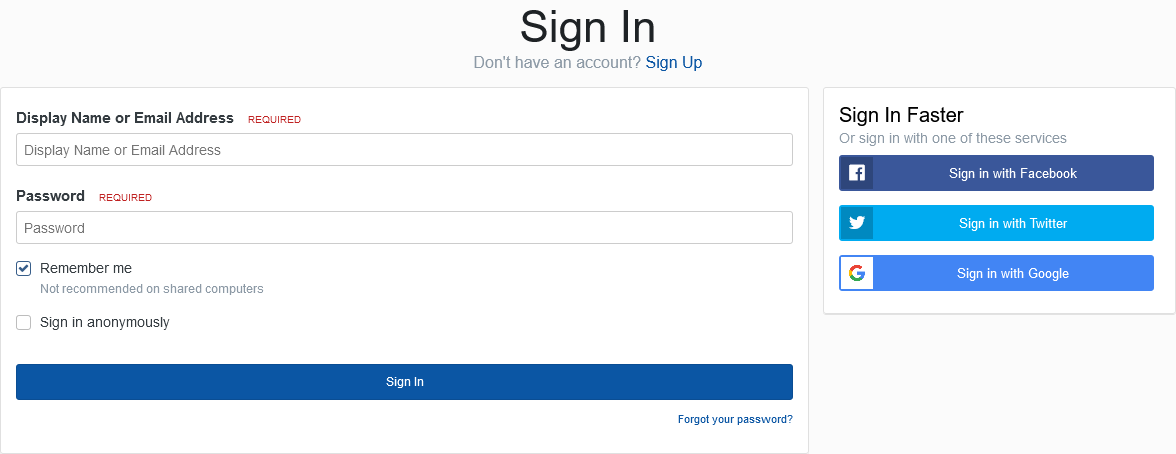 Sign In
Don't have an account? Sign Up
Display Name or Email Address REQUIRED
Display Name or Email Address
Password REQUIRED
Password
Remember me
Not recommended on shared computers
Sign in anonymously
Sign In
Forgot your password?
Sign In Faster
Or sign in with one of these services
Sign in with Facebook
Sign in with Twitter
Sign in with Google